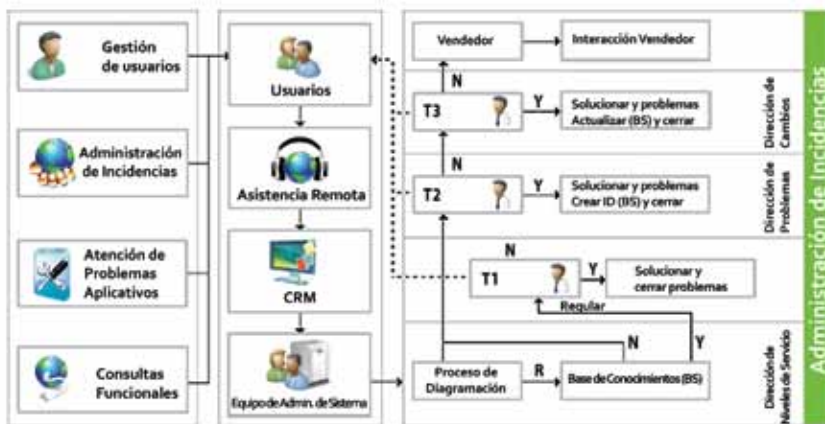 Gestión
de usuarios
Administración
de Incidencias
Atención de
Problemas
Aplicativos
Consultas
Funcionales
Usuarios
Asistencia Remota
CRM
Equipo de Admin. de Sistema
Vendedor
Interacción Vendedor
N
T3
Y
Solucionar y problemas
Actualizar (BS) y cerrar
N
T2
Y
Solucionar y problemas
Crear ID (BS) y cerrar
N
T1
Y
Solucionar y
cerrar problemas
Regular
N
Y
Proceso de
Diagramación
R
Base de Conocimientos (BS)
Dirección de
Cambios
Dirección de
Problemas
Dirección de
Niveles de Servicio
Administración de Incidencias